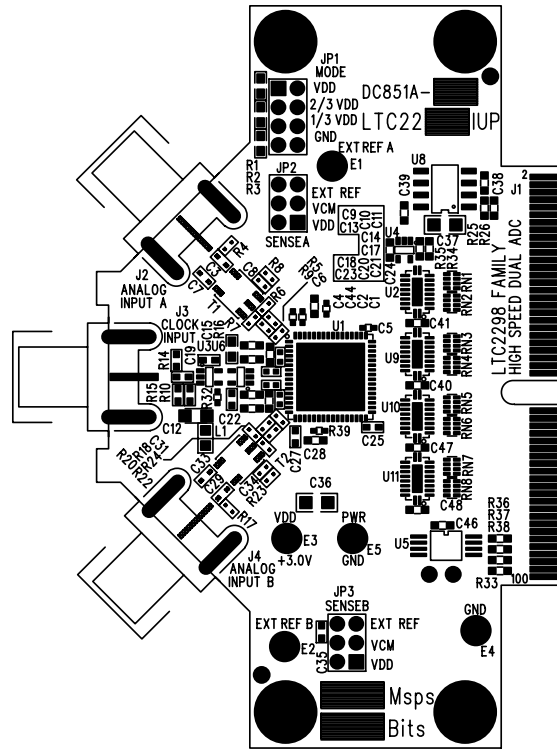 JP1
MODE
VDD
2/3 VDD
1/3 VDD
GND
R1
R2
R3
DC851A-
LTC22 IUP
EXT REF A
E1
JP2
EXT REF
VCM
VDD
SENSEA
U8
C39
C38
J1
2
C37
R25
R26
U4
C24
R35
R34
C9
C10
C11
C13
C14
C17
C18
C20
C21
C23
J2
ANALOG
INPUT A
R4
C3
C7
C8
R8
T1
R6
C6
C4
C44
C2
C1
U2
RN1
RN2
C41
LTC2298 FAMILY
HIGH SPEED DUAL ADC
J3
CLOCK
INPUT
C15
R16
U3
U6
R14
C19
R15
R10
R32
C12
C22
L1
U1
C5
U9
RN3
RN4
C40
R39
C25
C27
C28
U10
RN5
RN6
C47
R18
C31
R20
R24
R22
C33
C29
C34
R23
T2
R17
U11
RN7
RN8
C48
C36
VDD
E3
+3.0V
PWR
E5
GND
C46
U5
R36
R37
R38
R33
100
J4
ANALOG
INPUT B
JP3
SENSEB
EXT REF B
E2
C35
EXT REF
VCM
VDD
GND
E4
Msps
Bits